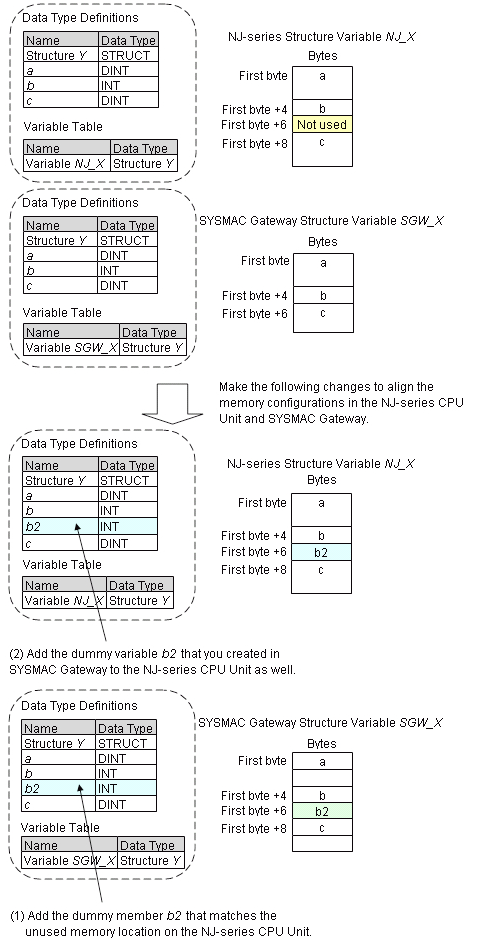 Data Type Definitions
Name Data Type
Structure Y STRUCT
a DINT
b INT
c DINT
Variable Table
Name Data Type
Variable NJ_X Structure Y
NJ-series Structure Variable NJ_X
Bytes
First byte a
First byte +4 b
First byte +6 Not used
First byte +8 c
Data Type Definitions
Name Data Type
Structure Y STRUCT
a DINT
b INT
c DINT
Variable Table
Name Data Type
Variable SGW_X Structure Y
SYSMAC Gateway Structure Variable SGW_X
Bytes
First byte a
First byte +4 b
First byte +6 c
Make the following changes to align the
memory configurations in the NJ-series CPU
Unit and SYSMAC Gateway.
Data Type Definitions
Name Data Type
Structure Y STRUCT
a DINT
b INT
b2 INT
c DINT
Variable Table
Name Data Type
Variable NJ_X Structure Y
NJ-series Structure Variable NJ_X
Bytes
First byte a
First byte +4 b
First byte +6 b2
First byte +8 c
(2) Add the dummy variable b2 that you created in
SYSMAC Gateway to the NJ-series CPU Unit as well.
Data Type Definitions
Name Data Type
Structure Y STRUCT
a DINT
b INT
b2 INT
c DINT
Variable Table
Name Data Type
Variable SGW_X Structure Y
SYSMAC Gateway Structure Variable SGW_X
Bytes
First byte a
First byte +4 b
First byte +6 b2
First byte +8 c
(1) Add the dummy member b2 that matches the
unused memory location on the NJ-series CPU Unit.